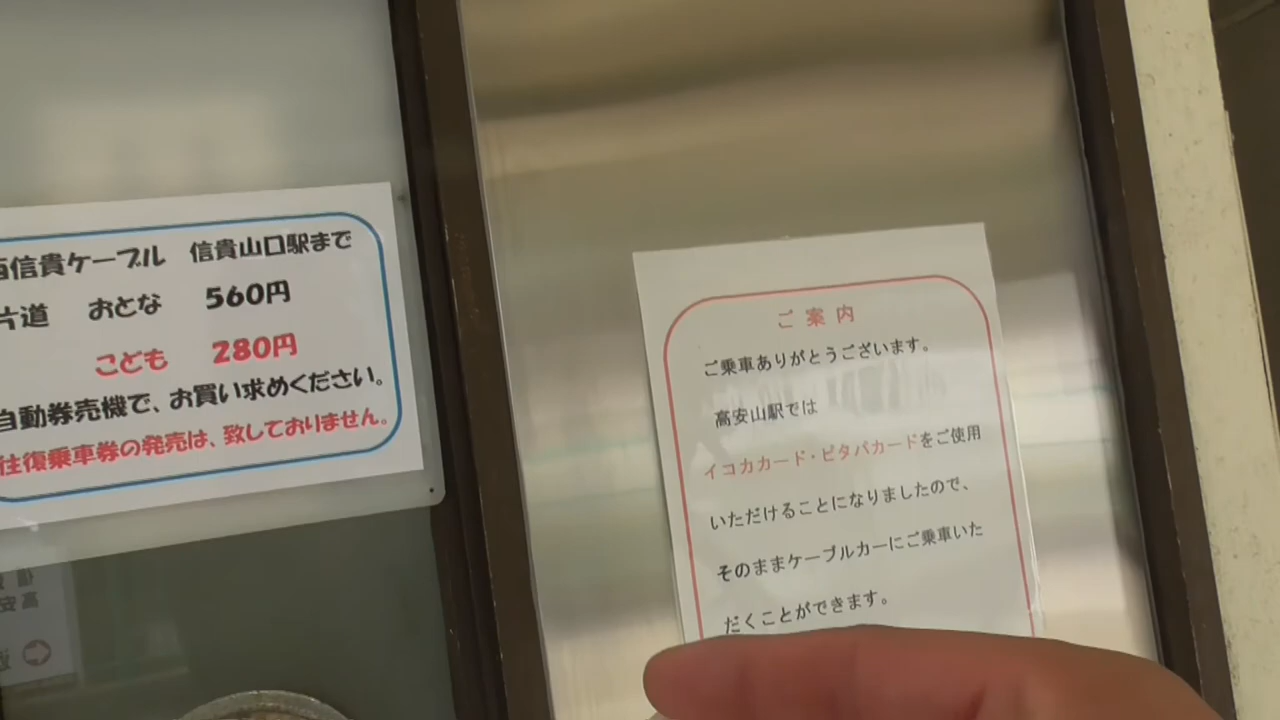 信貴ケーブル 信貴山口駅まで
片道 おとな 560円
こども 280円
自動券売機で、お買い求めください。
往復乗車券の発売は、致しておりません。
ご案内
ご乗車ありがとうございます。
高安山駅では
イコカカード・ピタパカードをご使用
いただけることになりましたので、
そのままケーブルカーにご乗車いた
だくことができます。